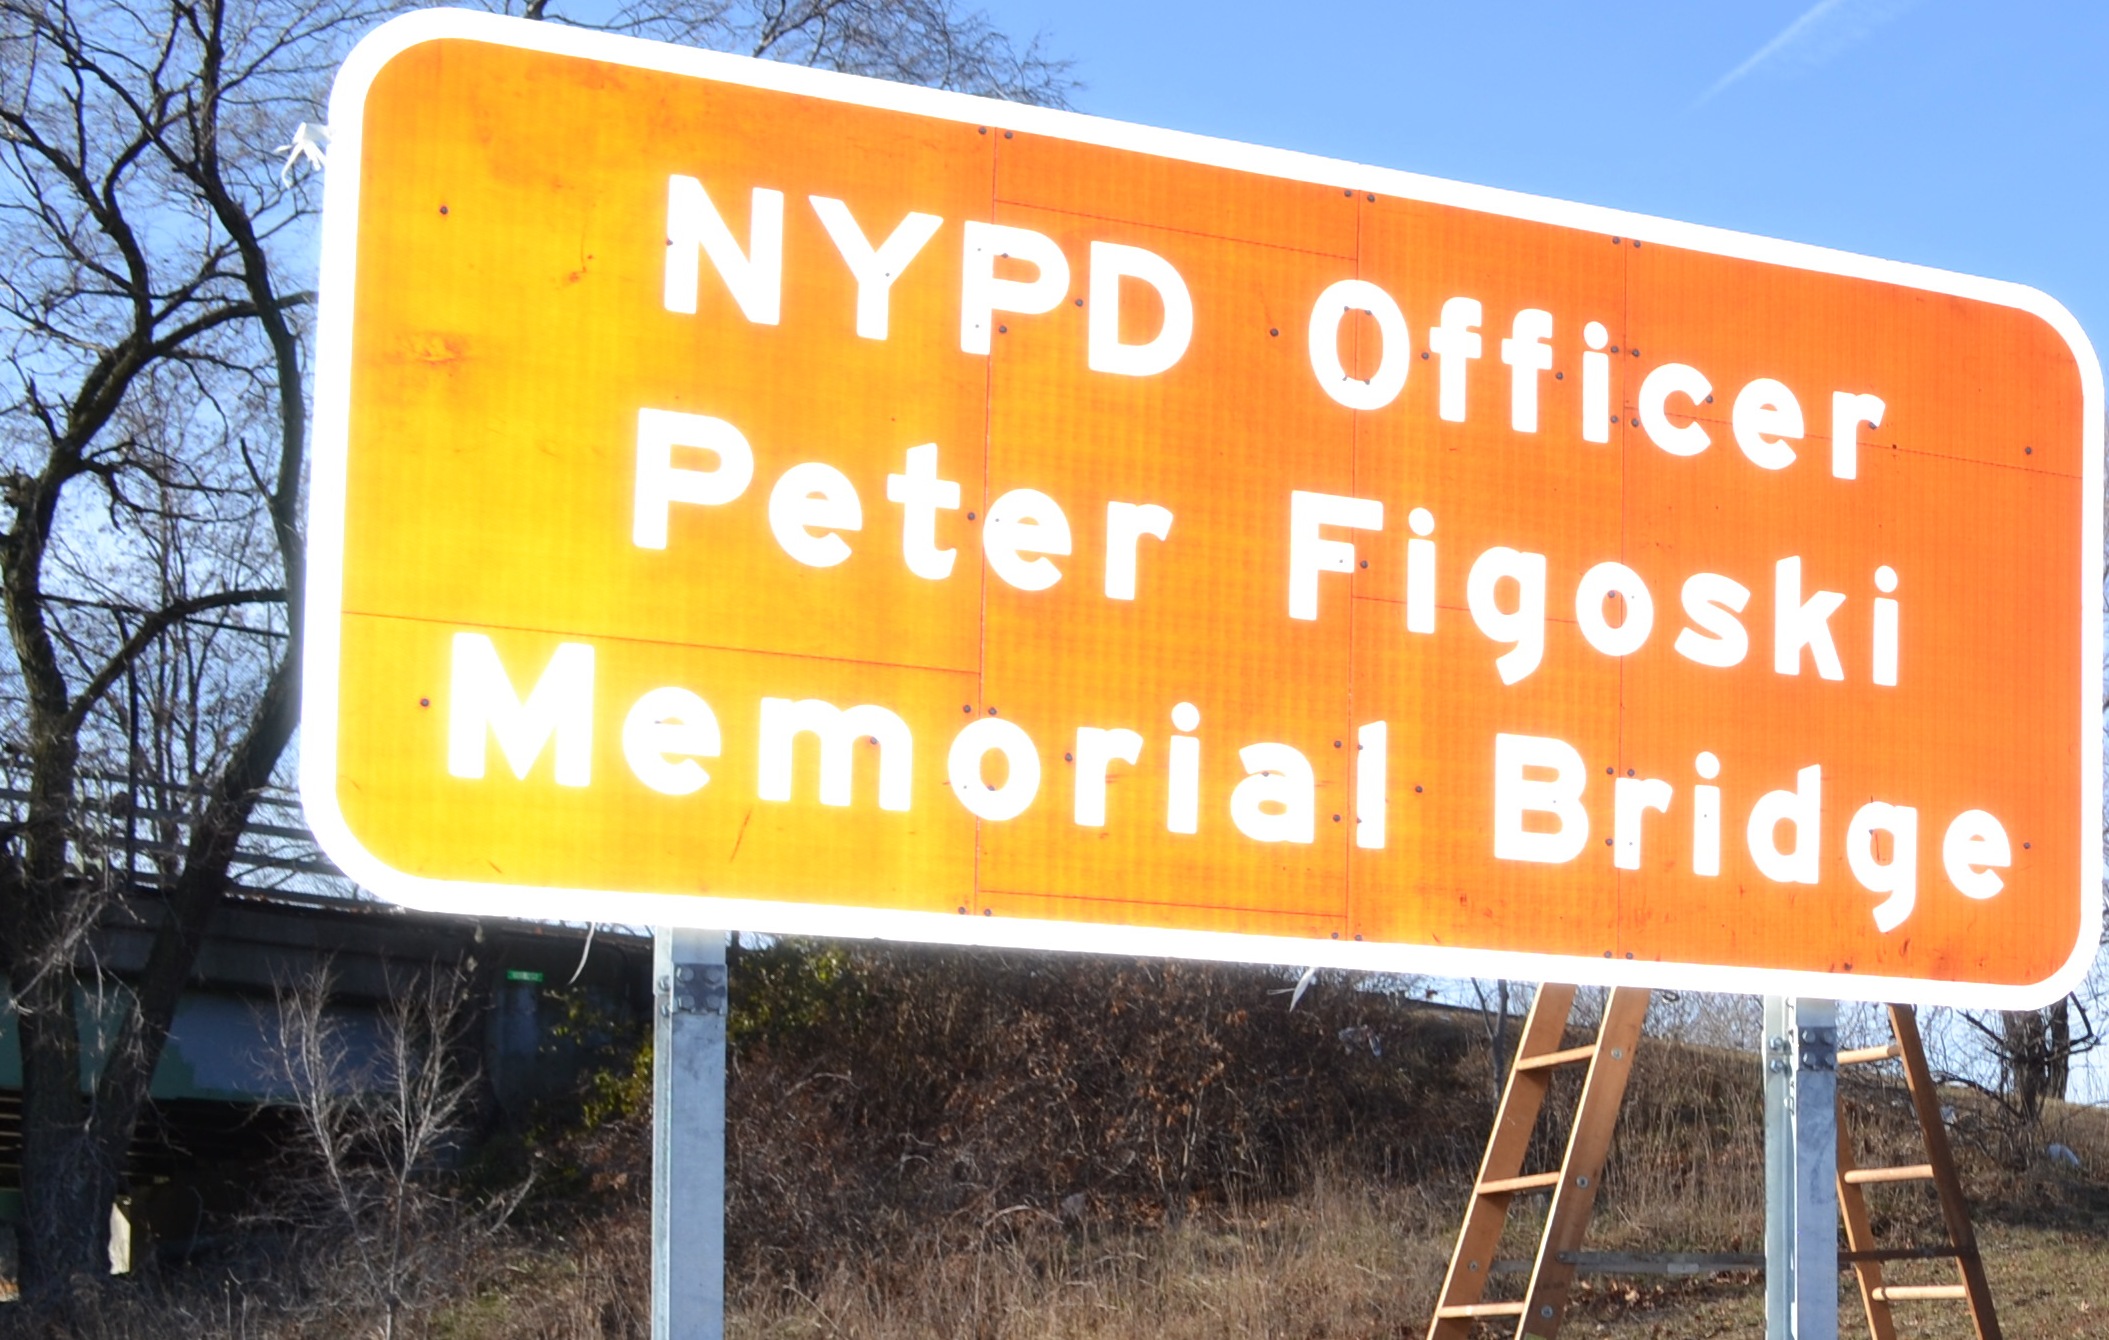 NYPD Officer
Peter Figoski
Memorial Bridge